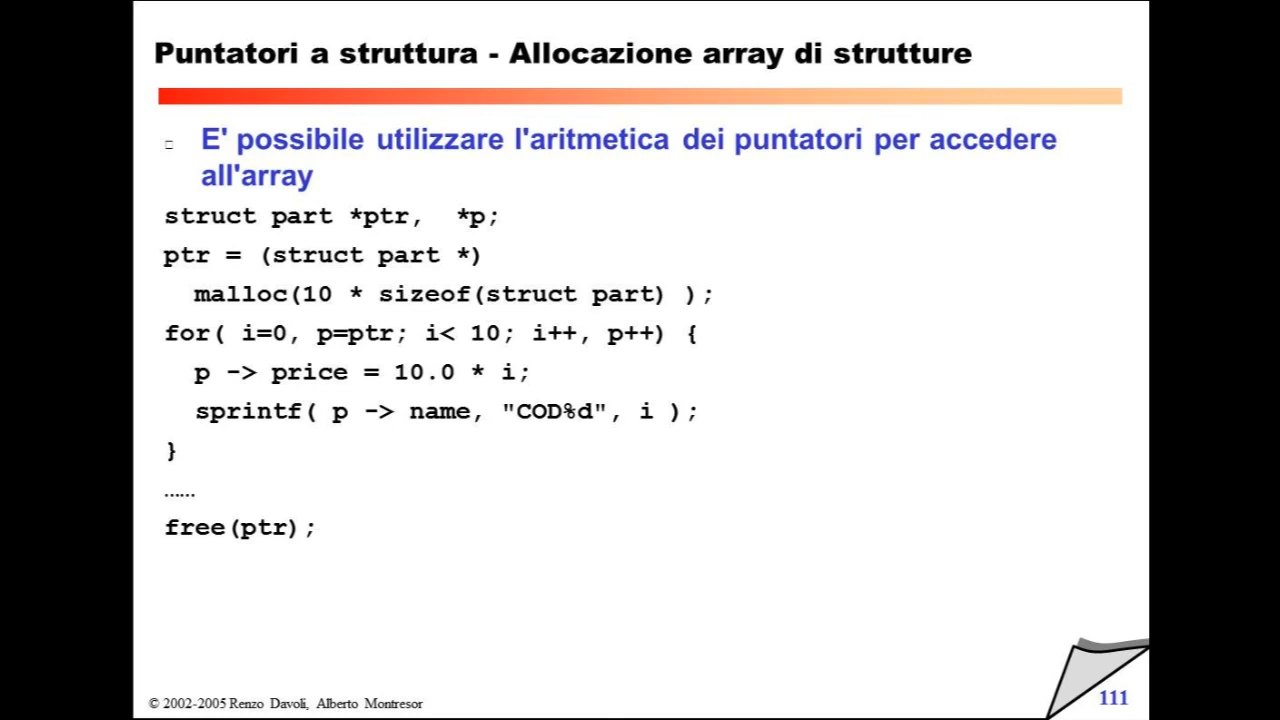 Puntatori a struttura - Allocazione array di strutture
E' possibile utilizzare l'aritmetica dei puntatori per accedere
all'array
struct part *ptr,  *p;
ptr = (struct part *)
  malloc(10 * sizeof(struct part) );
for( i=0, p=ptr; i< 10; i++, p++) {
  p -> price = 10.0 * i;
  sprintf( p -> name, "COD%d", i );
}
......
free(ptr);
© 2002-2005 Renzo Davoli, Alberto Montresor
111